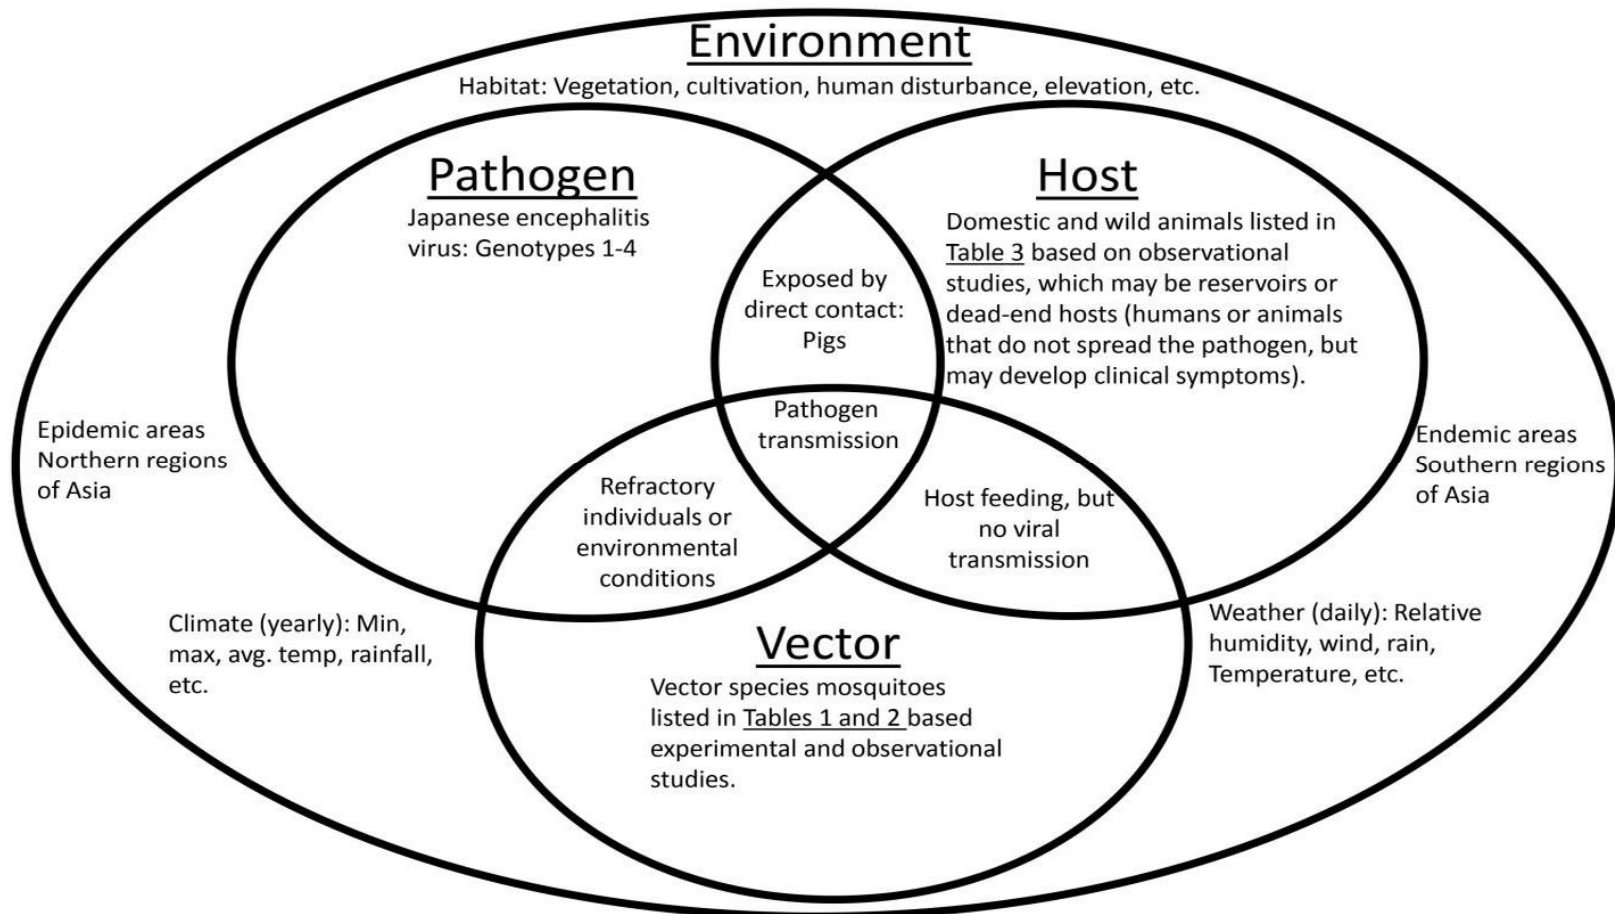 Environment
Habitat: Vegetation, cultivation, human disturbance, elevation, etc.
Pathogen
Japanese encephalitis
virus: Genotypes 1-4
Host
Domestic and wild animals listed in
Table 3 based on observational
studies, which may be reservoirs or
dead-end hosts (humans or animals
that do not spread the pathogen, but
may develop clinical symptoms).
Exposed by
direct contact:
Pigs
Pathogen
transmission
Epidemic areas
Northern regions
of Asia
Endemic areas
Southern regions
of Asia
Refractory
individuals or
environmental
conditions
Host feeding, but
no viral
transmission
Climate (yearly): Min,
max, avg. temp, rainfall,
etc.
Weather (daily): Relative
humidity, wind, rain,
Temperature, etc.
Vector
Vector species mosquitoes
listed in Tables 1 and 2 based
experimental and observational
studies.